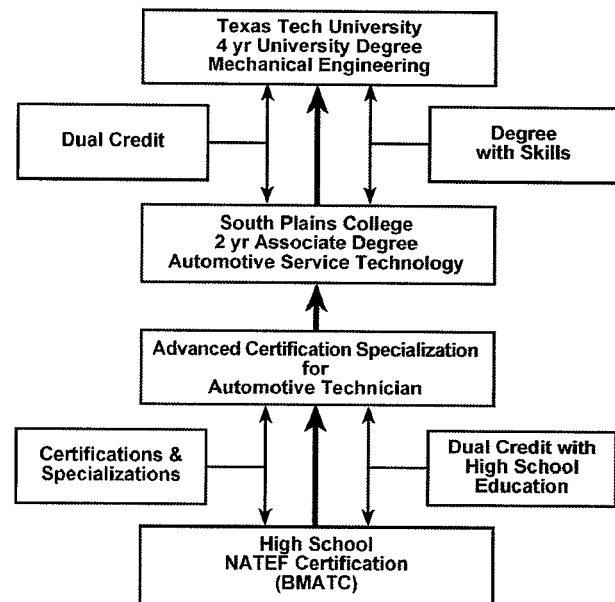 Texas Tech University
4 yr University Degree
Mechanical Engineering
Dual Credit
Degree
with Skills
South Plains College
2 yr Associate Degree
Automotive Service Technology
Advanced Certification Specialization
for
Automotive Technician
Certifications &
Specializations
Dual Credit with
High School
Education
High School
NATEF Certification
(BMATC)